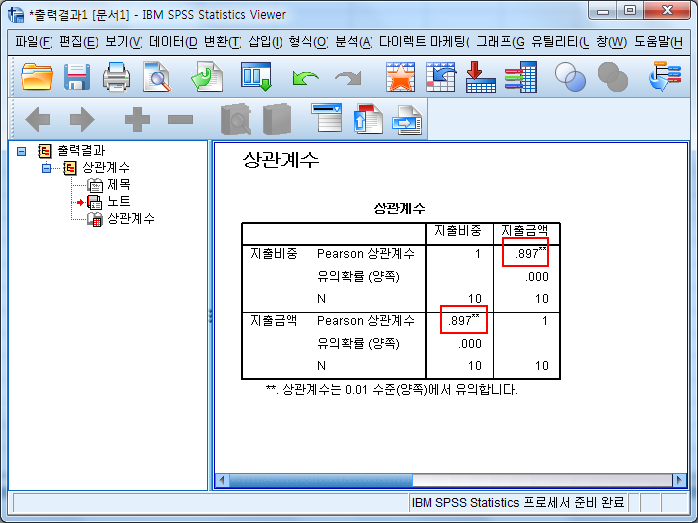 *출력결과1 [문서1] - IBM SPSS Statistics Viewer
파일(F) 편집(E) 보기(V) 데이터(D) 변환(T) 삽입(I) 형식(O) 분석(A) 다이렉트 마케팅( 그래프(G 유틸리티( 창(W) 도움말(H
출력결과
상관계수
제목
노트
상관계수
상관계수
상관계수
지출비중 지출금액
지출비중 Pearson 상관계수 1 .897**
유의확률 (양쪽) .000
N 10 10
지출금액 Pearson 상관계수 .897** 1
유의확률 (양쪽) .000
N 10 10
**. 상관계수는 0.01 수준(양쪽)에서 유의합니다.
IBM SPSS Statistics 프로세서 준비 완료